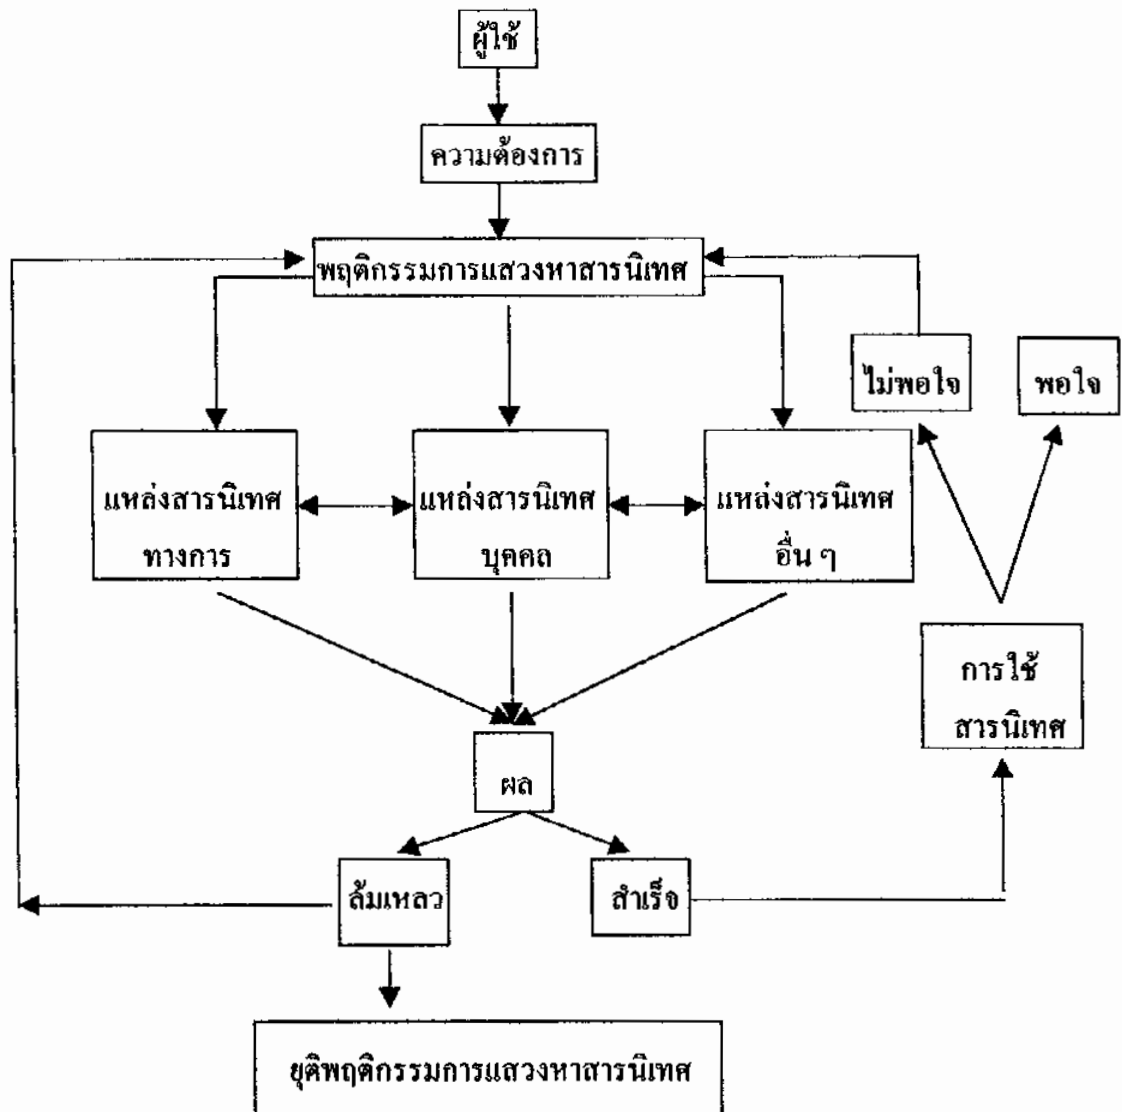 ผู้ใช้
ความต้องการ
พฤติกรรมการแสวงหาสารนิเทศ
ไม่พอใจ
พอใจ
แหล่งสารนิเทศ
ทางการ
แหล่งสารนิเทศ
บุคคล
แหล่งสารนิเทศ
อื่น ๆ
การใช้
สารนิเทศ
ผล
ล้มเหลว
สำเร็จ
ยุติพฤติกรรมการแสวงหาสารนิเทศ